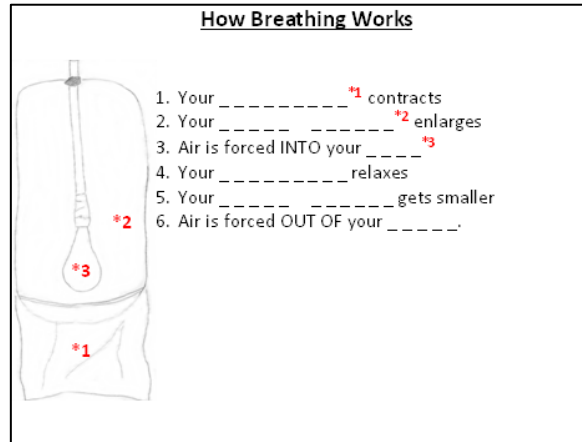 How Breathing Works
1. Your _ _ _ _ _ _ _ _ _*1 contracts
2. Your _ _ _ _ _ _ _ _ _ _ _*2 enlarges
3. Air is forced INTO your _ _ _ _*3
4. Your _ _ _ _ _ _ _ _ _ relaxes
5. Your _ _ _ _ _ _ _ _ _ _ _ gets smaller
6. Air is forced OUT OF your _ _ _ _ _.
*2
*3
*1